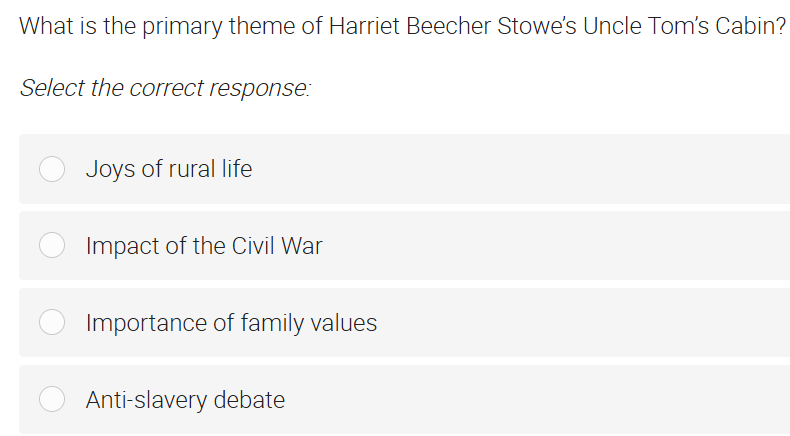 What is the primary theme of Harriet Beecher Stowe’s Uncle Tom’s Cabin?
Select the correct response:
Joys of rural life
Impact of the Civil War
Importance of family values
Anti-slavery debate